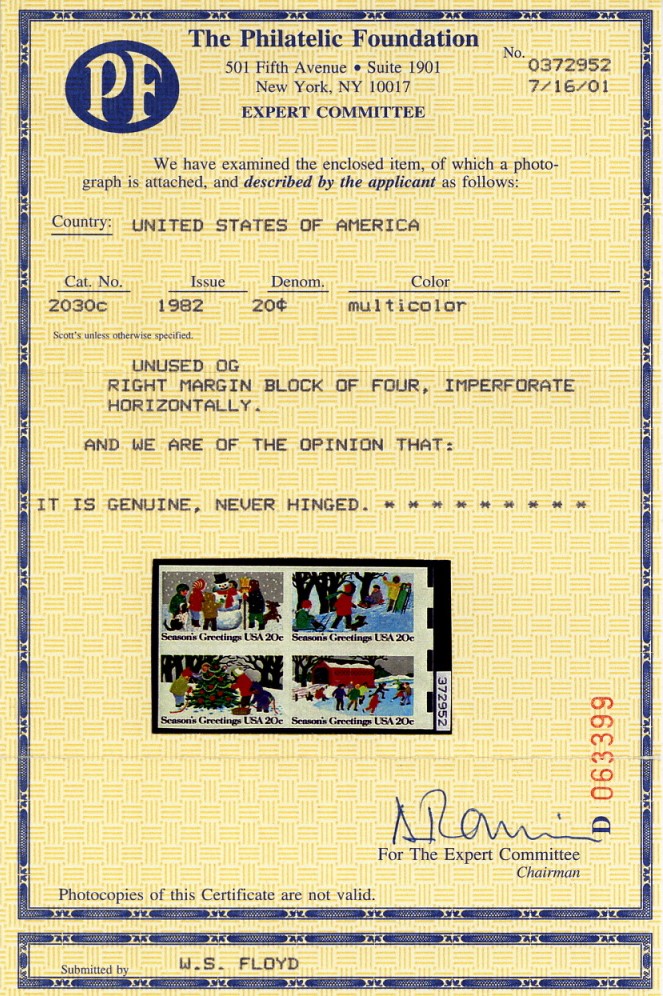 The Philatelic Foundation
PF
501 Fifth Avenue • Suite 1901
New York, NY 10017
EXPERT COMMITTEE
No. 0372952
7/16/01
We have examined the enclosed item, of which a photo-
graph is attached, and described by the applicant as follows:
Country: UNITED STATES OF AMERICA
Cat. No. Issue Denom. Color
2030c 1982 20¢ multicolor
Scott's unless otherwise specified.
UNUSED OG
RIGHT MARGIN BLOCK OF FOUR, IMPERFORATE
HORIZONTALLY.
AND WE ARE OF THE OPINION THAT:
IT IS GENUINE, NEVER HINGED. * * * * * * * * *
Season's Greetings USA 20c
Season's Greetings USA 20c
Season's Greetings USA 20c
Season's Greetings USA 20c
372952
D 063399
For The Expert Committee
Chairman
Photocopies of this Certificate are not valid.
Submitted by W.S. FLOYD